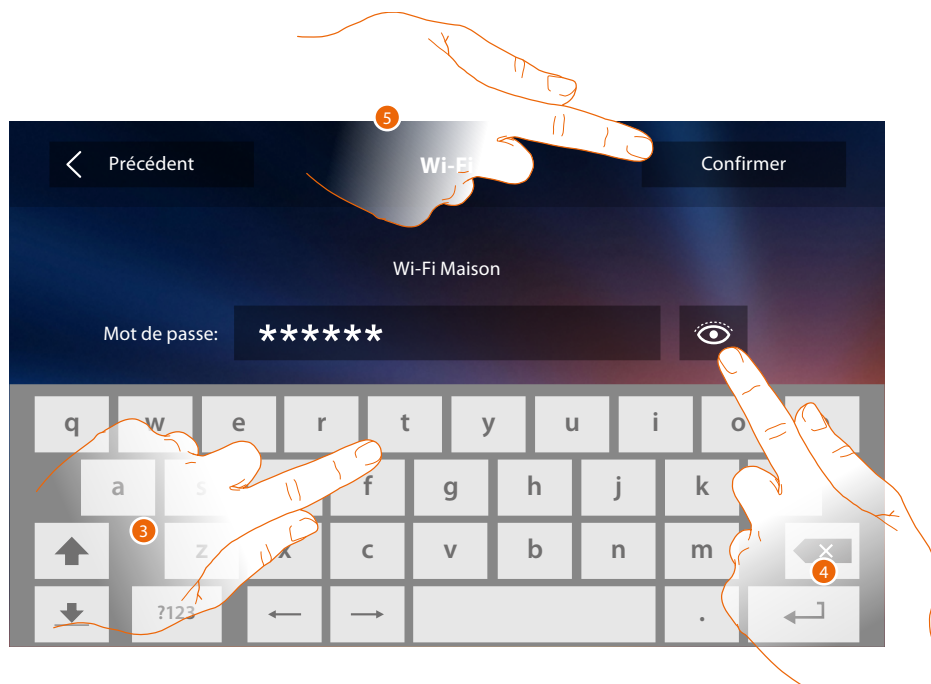 5
Précédent
Wi-Fi
Confirmer
Wi-Fi Maison
Mot de passe:
******
q w e r t y u i o
a s f g h j k
3
z x c v b n m
4
?123
.